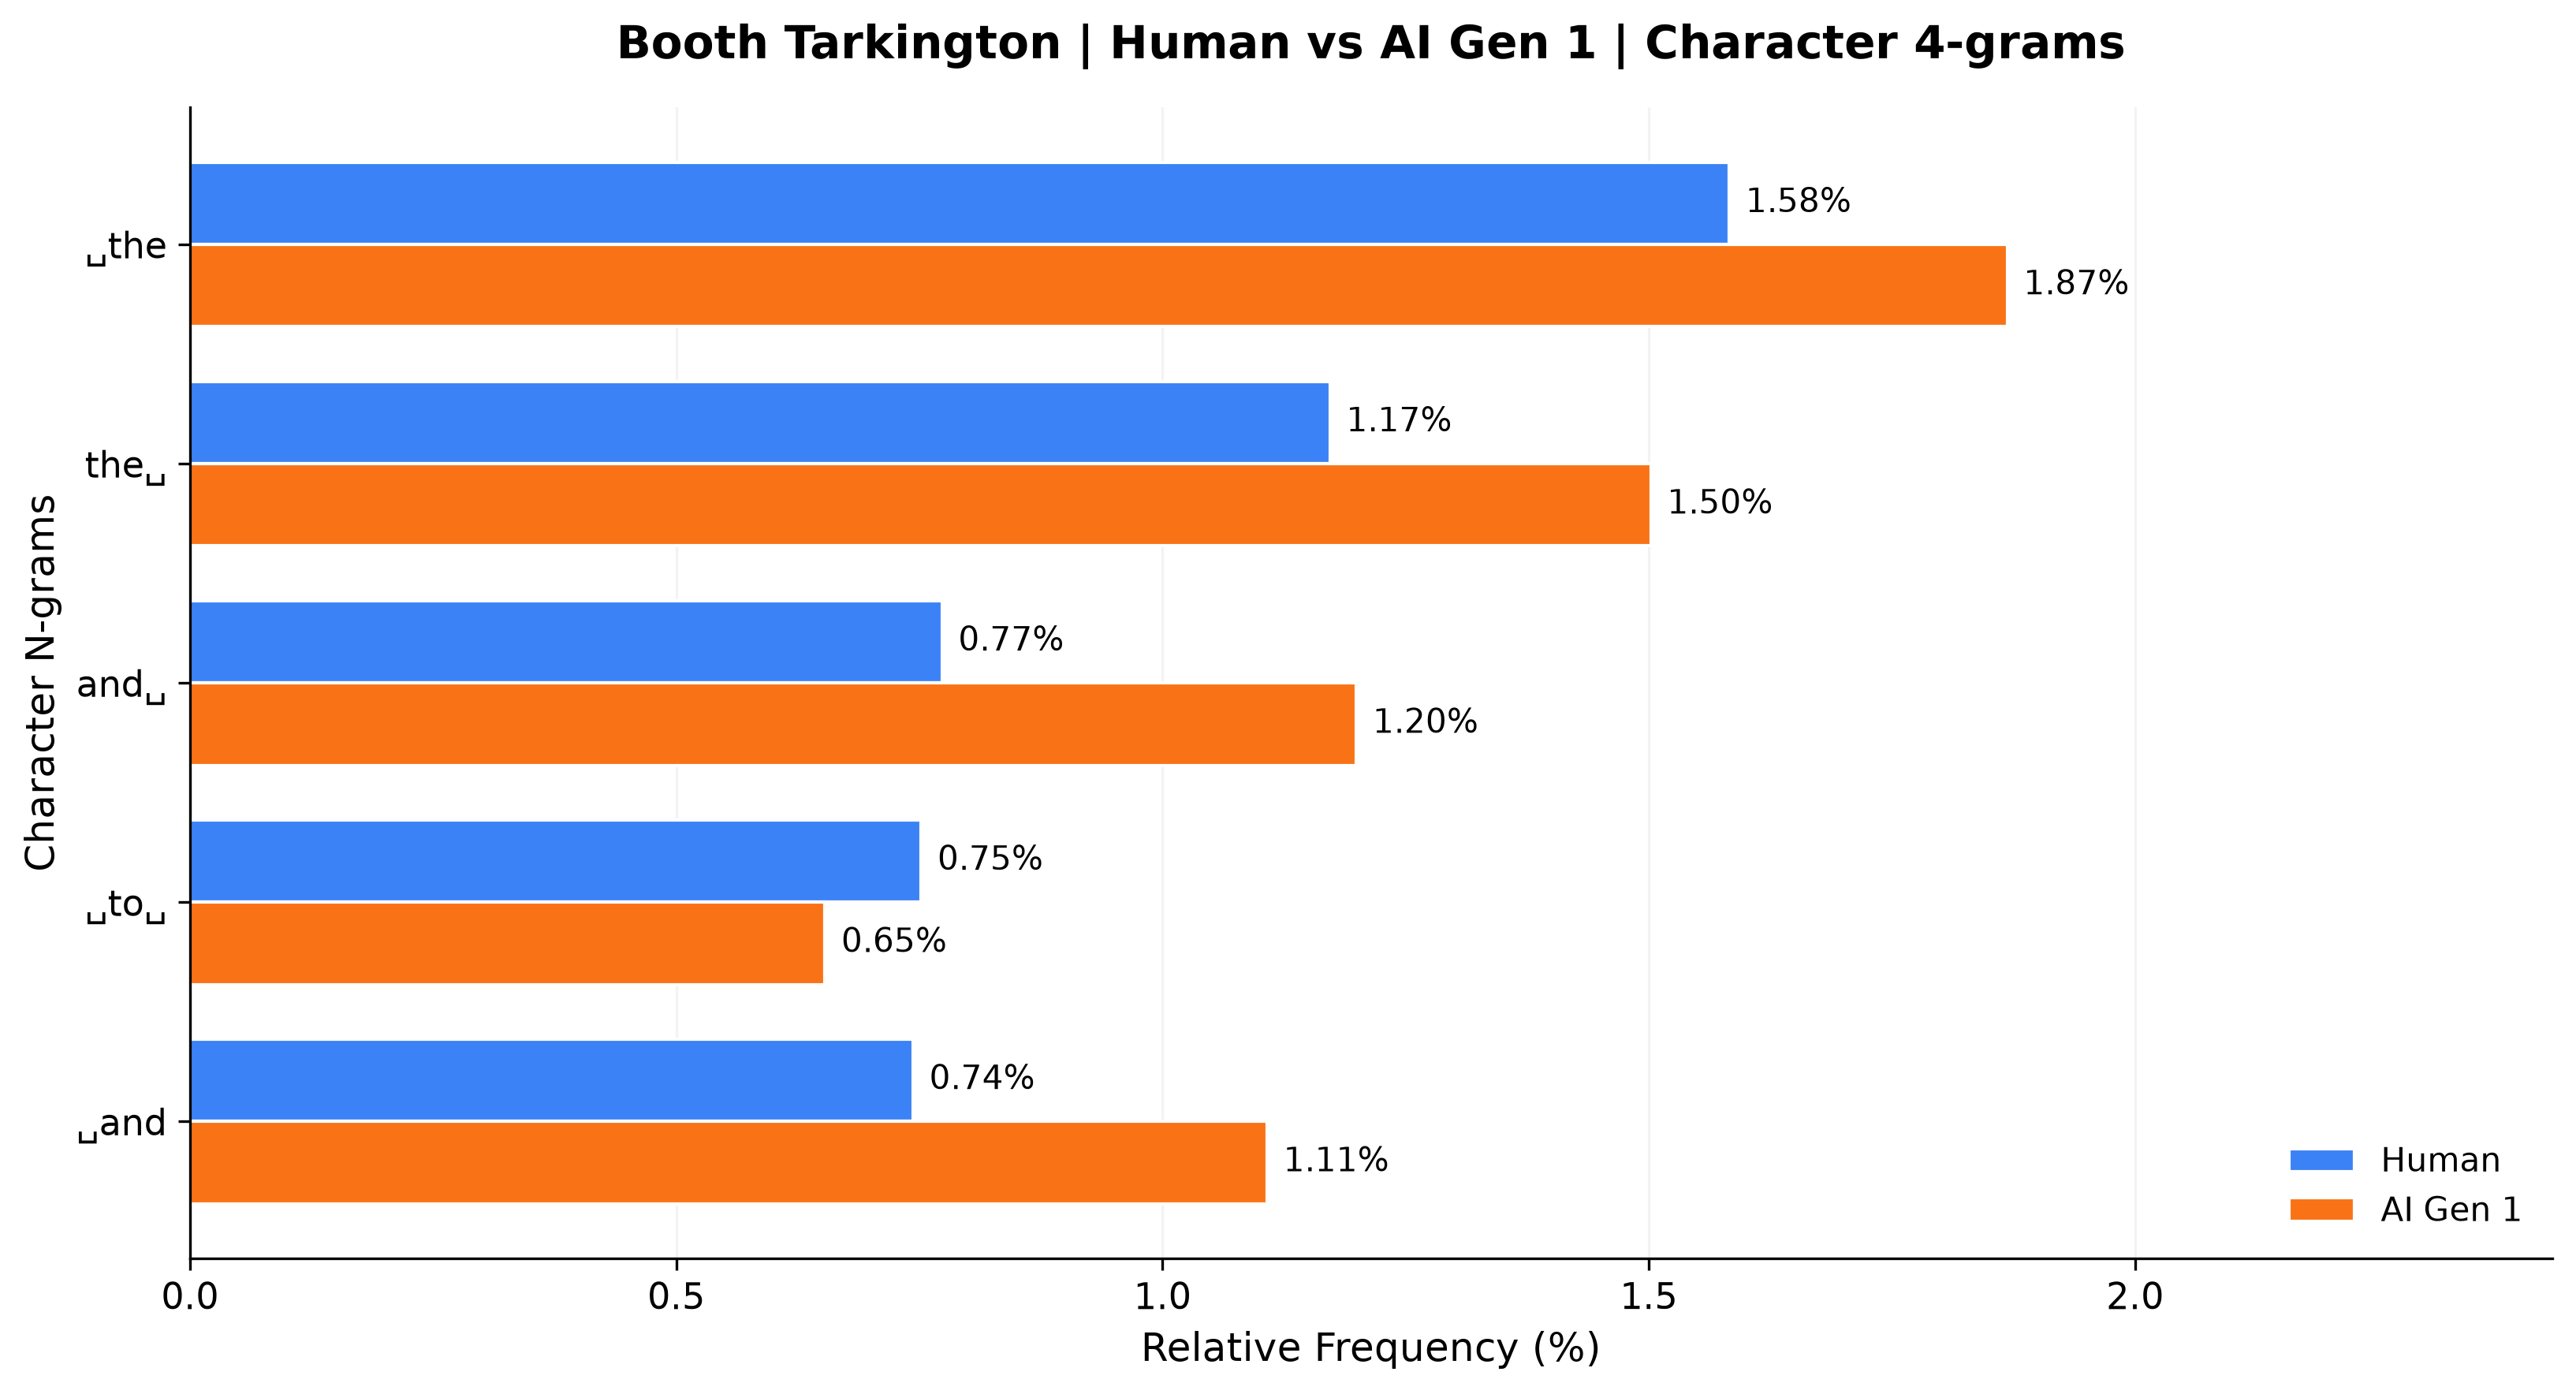 Booth Tarkington | Human vs AI Gen 1 | Character 4-grams
Character N-grams
␣the
1.58%
1.87%
the␣
1.17%
1.50%
and␣
0.77%
1.20%
␣to␣
0.75%
0.65%
␣and
0.74%
1.11%
Human
AI Gen 1
0.0 0.5 1.0 1.5 2.0
Relative Frequency (%)